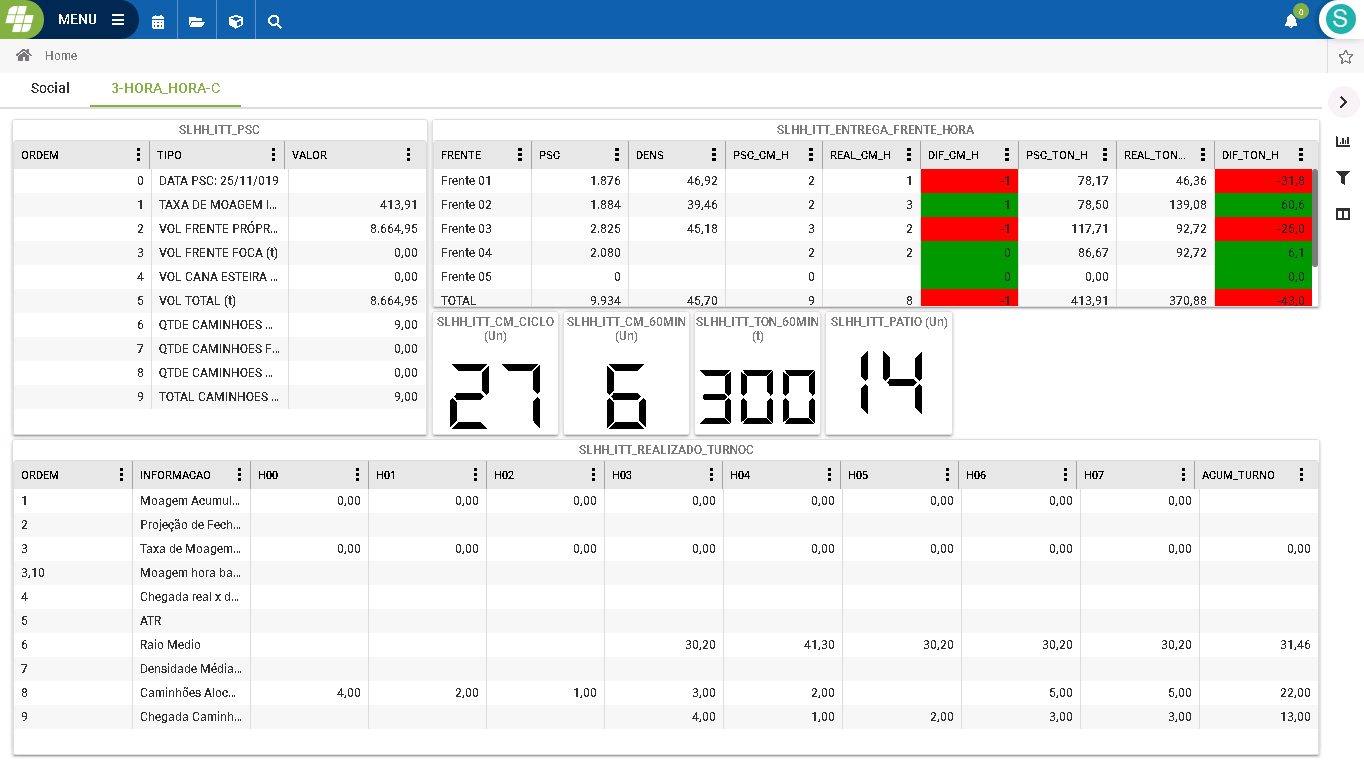 MENU
0
S
Home
Social 3-HORA_HORA-C
SLHH_ITT_PSC
ORDEM TIPO VALOR
0 DATA PSC: 25/11/019
1 TAXA DE MOAGEM I... 413,91
2 VOL FRENTE PRÓPR... 8.664,95
3 VOL FRENTE FOCA (t) 0,00
4 VOL CANA ESTEIRA ... 0,00
5 VOL TOTAL (t) 8.664,95
6 QTDE CAMINHOES ... 9,00
7 QTDE CAMINHOES F... 0,00
8 QTDE CAMINHOES ... 0,00
9 TOTAL CAMINHOES ... 9,00
SLHH_ITT_ENTREGA_FRENTE_HORA
FRENTE PSC DENS PSC_CM_H REAL_CM_H DIF_CM_H PSC_TON_H REAL_TON... DIF_TON_H
Frente 01 1.876 46,92 2 1 -1 78,17 46,36 -31,8
Frente 02 1.884 39,46 2 3 1 78,50 139,08 60,6
Frente 03 2.825 45,18 3 2 -1 117,71 92,72 -25,0
Frente 04 2.080 2 2 0 86,67 92,72 6,1
Frente 05 0 0 0 0,00 0,0
TOTAL 9.934 45,70 9 8 -1 413,91 370,88 -43,0
SLHH_ITT_CM_CICLO
(Un)
27
SLHH_ITT_CM_60MIN
(Un)
6
SLHH_ITT_TON_60MIN
(t)
300
SLHH_ITT_PATIO (Un)
14
SLHH_ITT_REALIZADO_TURNOC
ORDEM INFORMACAO H00 H01 H02 H03 H04 H05 H06 H07 ACUM_TURNO
1 Moagem Acumul... 0,00 0,00 0,00 0,00 0,00 0,00 0,00 0,00
2 Projeção de Fech...
3 Taxa de Moagem... 0,00 0,00 0,00 0,00 0,00 0,00 0,00 0,00 0,00
3,10 Moagem hora ba...
4 Chegada real x d...
5 ATR
6 Raio Medio 30,20 41,30 30,20 30,20 30,20 31,46
7 Densidade Média...
8 Caminhões Aloc... 4,00 2,00 1,00 3,00 2,00 5,00 5,00 22,00
9 Chegada Caminh... 4,00 1,00 2,00 3,00 3,00 13,00